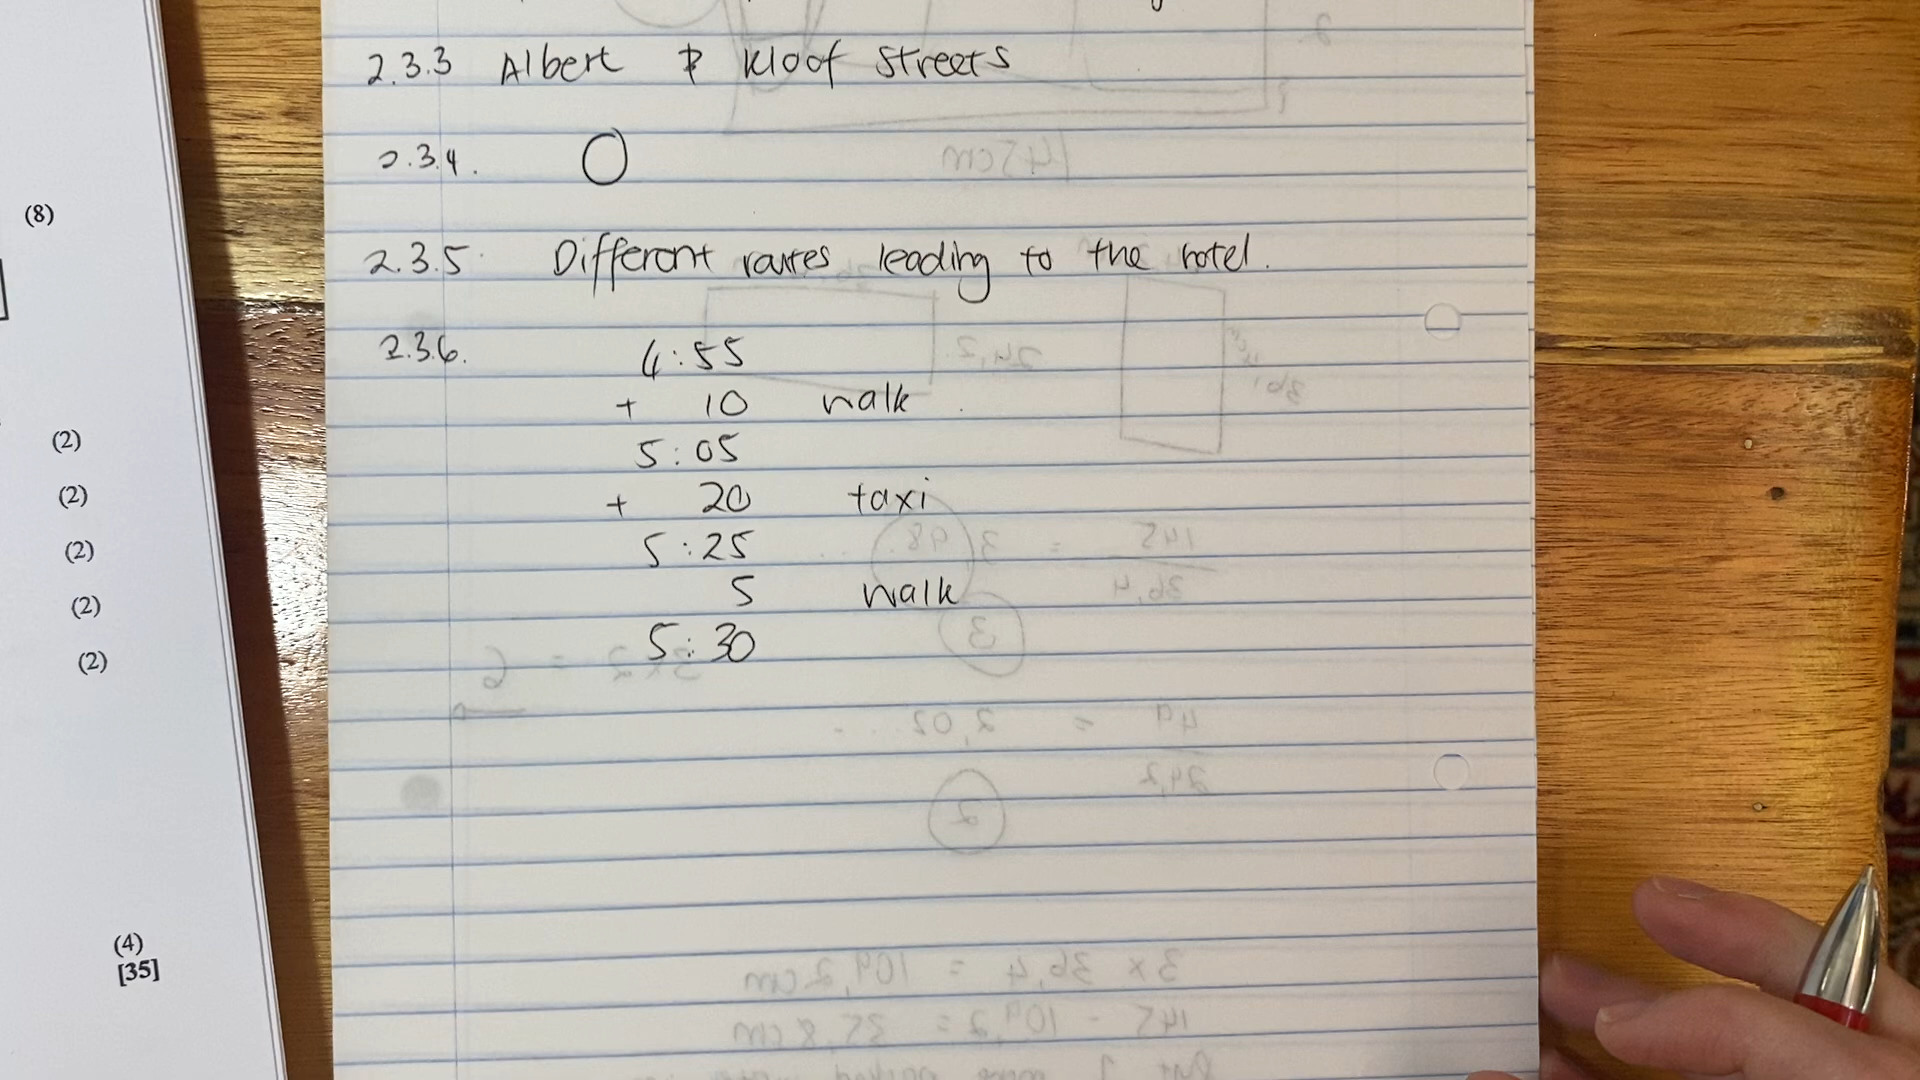 (8)
(2)
(2)
(2)
(2)
(2)
(4)
[35]
2.3.3 Albert & Kloof Streets
2.3.4. O
2.3.5. Different routes leading to the hotel.
2.3.6. 4:55
+ 10 walk
5:05
+ 20 taxi
5:25
5 walk
5:30